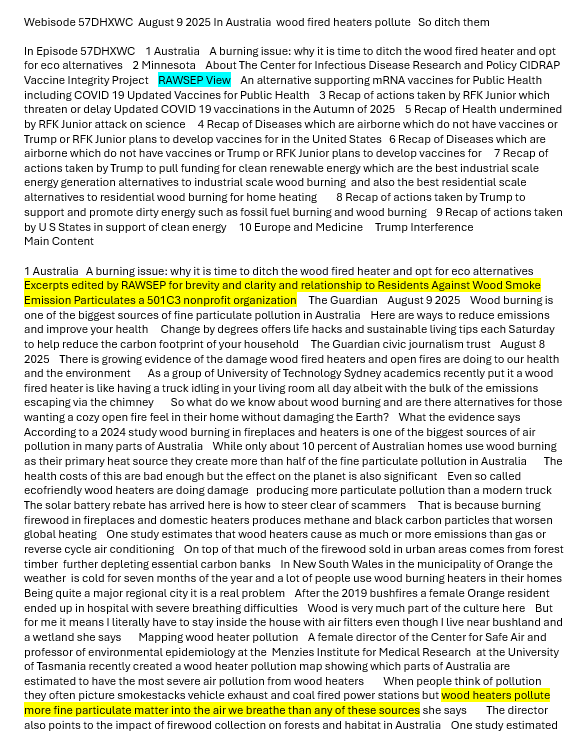 Webisode 57DHXWC  August 9 2025 In Australia  wood fired heaters pollute   So ditch them
In Episode 57DHXWC    1 Australia    A burning issue: why it is time to ditch the wood fired heater and opt
for eco alternatives    2 Minnesota    About The Center for Infectious Disease Research and Policy CIDRAP
Vaccine Integrity Project    RAWSEP View    An alternative supporting mRNA vaccines for Public Health
including COVID 19 Updated Vaccines for Public Health    3 Recap of actions taken by RFK Junior which
threaten or delay Updated COVID 19 vaccinations in the Autumn of 2025    5 Recap of Health undermined
by RFK Junior attack on science    4 Recap of Diseases which are airborne which do not have vaccines or
Trump or RFK Junior plans to develop vaccines for in the United States   6 Recap of Diseases which are
airborne which do not have vaccines or Trump or RFK Junior plans to develop vaccines for    7 Recap of
actions taken by Trump to pull funding for clean renewable energy which are the best industrial scale
energy generation alternatives to industrial scale wood burning  and also the best residential scale
alternatives to residential wood burning for home heating      8 Recap of actions taken by Trump to
support and promote dirty energy such as fossil fuel burning and wood burning   9 Recap of actions taken
by U S States in support of clean energy    10 Europe and Medicine    Trump Interference
Main Content
1 Australia   A burning issue: why it is time to ditch the wood fired heater and opt for eco alternatives
Excerpts edited by RAWSEP for brevity and clarity and relationship to Residents Against Wood Smoke
Emission Particulates a 501C3 nonprofit organization    The Guardian    August 9 2025    Wood burning is
one of the biggest sources of fine particulate pollution in Australia    Here are ways to reduce emissions
and improve your health    Change by degrees offers life hacks and sustainable living tips each Saturday
to help reduce the carbon footprint of your household    The Guardian civic journalism trust   August 8
2025   There is growing evidence of the damage wood fired heaters and open fires are doing to our health
and the environment     As a group of University of Technology Sydney academics recently put it a wood
fired heater is like having a truck idling in your living room all day albeit with the bulk of the emissions
escaping via the chimney     So what do we know about wood burning and are there alternatives for those
wanting a cozy open fire feel in their home without damaging the Earth?   What the evidence says
According to a 2024 study wood burning in fireplaces and heaters is one of the biggest sources of air
pollution in many parts of Australia    While only about 10 percent of Australian homes use wood burning
as their primary heat source they create more than half of the fine particulate pollution in Australia      The
health costs of this are bad enough but the effect on the planet is also significant    Even so called
ecofriendly wood heaters are doing damage   producing more particulate pollution than a modern truck
The solar battery rebate has arrived here is how to steer clear of scammers    That is because burning
firewood in fireplaces and domestic heaters produces methane and black carbon particles that worsen
global heating    One study estimates that wood heaters cause as much or more emissions than gas or
reverse cycle air conditioning    On top of that much of the firewood sold in urban areas comes from forest
timber  further depleting essential carbon banks    In New South Wales in the municipality of Orange the
weather  is cold for seven months of the year and a lot of people use wood burning heaters in their homes
Being quite a major regional city it is a real problem    After the 2019 bushfires a female Orange resident
ended up in hospital with severe breathing difficulties    Wood is very much part of the culture here    But
for me it means I literally have to stay inside the house with air filters even though I live near bushland and
a wetland she says      Mapping wood heater pollution    A female director of the Center for Safe Air and
professor of environmental epidemiology at the  Menzies Institute for Medical Research  at the University
of Tasmania recently created a wood heater pollution map showing which parts of Australia are
estimated to have the most severe air pollution from wood heaters      When people think of pollution
they often picture smokestacks vehicle exhaust and coal fired power stations but wood heaters pollute
more fine particulate matter into the air we breathe than any of these sources she says      The director
also points to the impact of firewood collection on forests and habitat in Australia    One study estimated